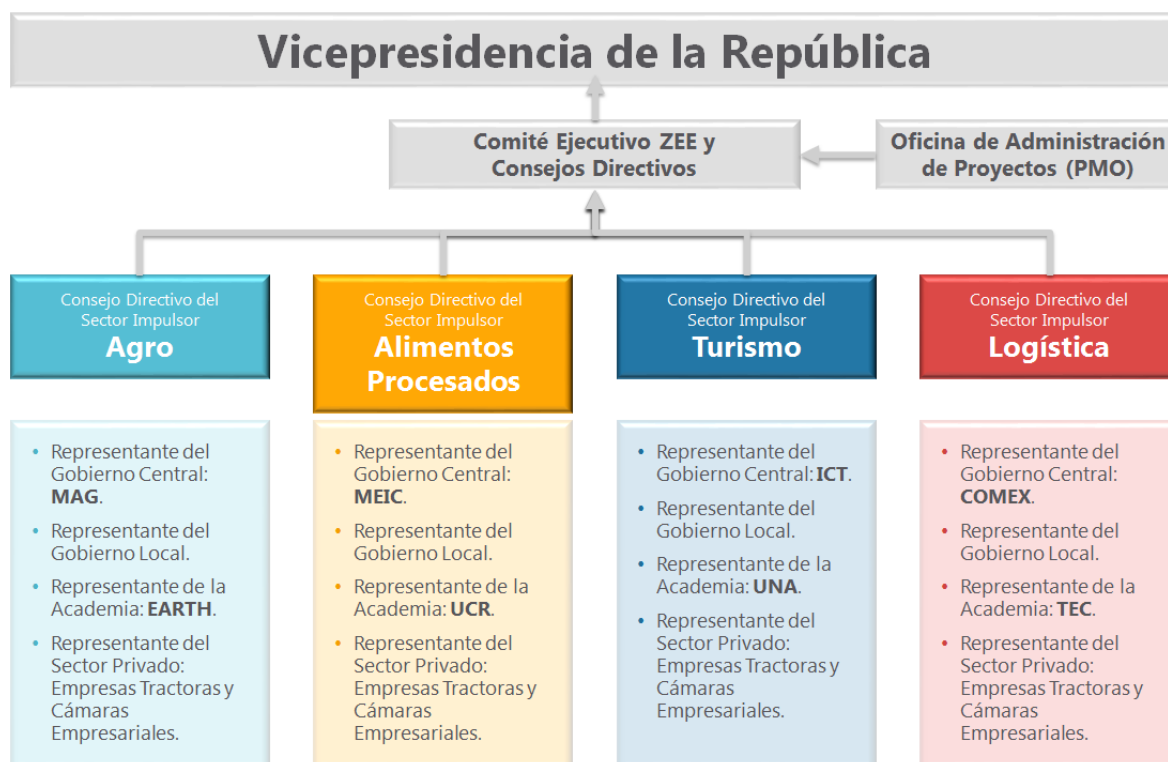 Vicepresidencia de la República
Comité Ejecutivo ZEE y
Consejos Directivos
Oficina de Administración
de Proyectos (PMO)
Consejo Directivo del
Sector Impulsor
Agro
• Representante del
Gobierno Central:
MAG.
• Representante del
Gobierno Local.
• Representante de la
Academia: EARTH.
• Representante del
Sector Privado:
Empresas Tractoras y
Cámaras
Empresariales.
Consejo Directivo del
Sector Impulsor
Alimentos
Procesados
• Representante del
Gobierno Central:
MEIC.
• Representante del
Gobierno Local.
• Representante de la
Academia: UCR.
• Representante del
Sector Privado:
Empresas Tractoras y
Cámaras
Empresariales.
Consejo Directivo del
Sector Impulsor
Turismo
• Representante del
Gobierno Central: ICT.
• Representante del
Gobierno Local.
• Representante de la
Academia: UNA.
• Representante del
Sector Privado:
Empresas Tractoras y
Cámaras
Empresariales.
Consejo Directivo del
Sector Impulsor
Logística
• Representante del
Gobierno Central:
COMEX.
• Representante del
Gobierno Local.
• Representante de la
Academia: TEC.
• Representante del
Sector Privado:
Empresas Tractoras y
Cámaras
Empresariales.